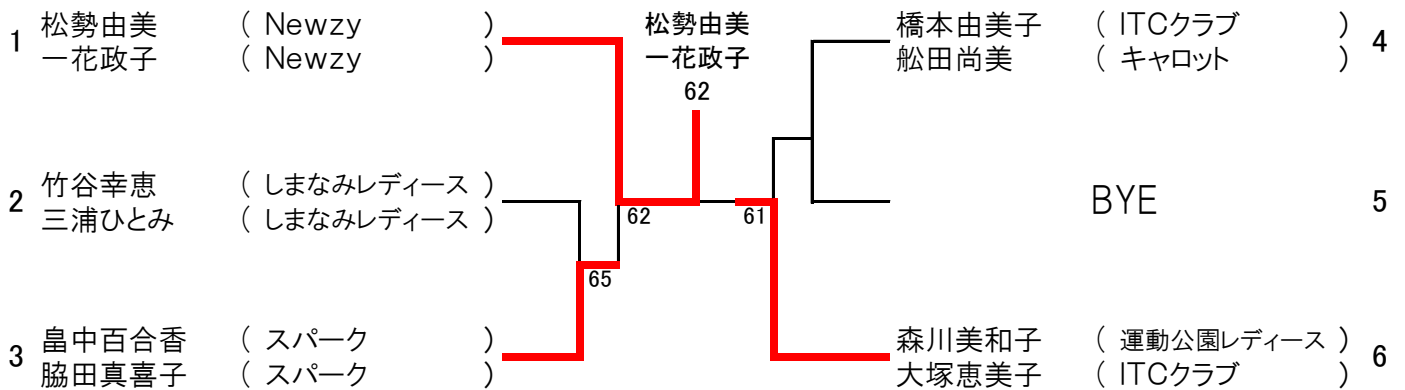 1 松勢由美 ( Newzy )
一花政子 ( Newzy )
2 竹谷幸恵 ( しまなみレディース )
三浦ひとみ ( しまなみレディース )
3 畠中百合香 ( スパーク )
脇田真喜子 ( スパーク )
65
62
松勢由美
一花政子
62
61
橋本由美子 ( ITCクラブ ) 4
舩田尚美 ( キャロット )
BYE 5
森川美和子 ( 運動公園レディース ) 6
大塚恵美子 ( ITCクラブ )